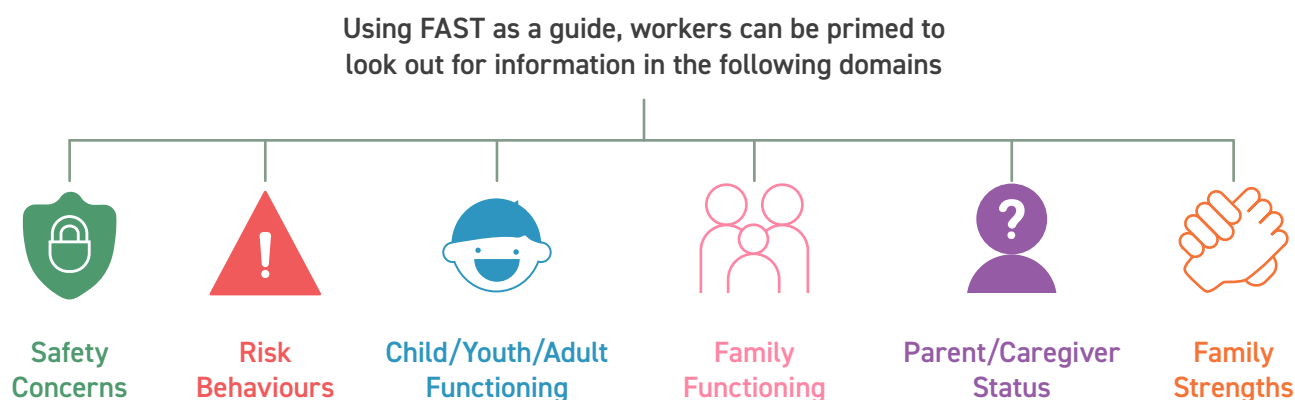 Using FAST as a guide, workers can be primed to
look out for information in the following domains
!
?
Safety
Concerns
Risk
Behaviours
Child/Youth/Adult
Functioning
Family
Functioning
Parent/Caregiver
Status
Family
Strengths